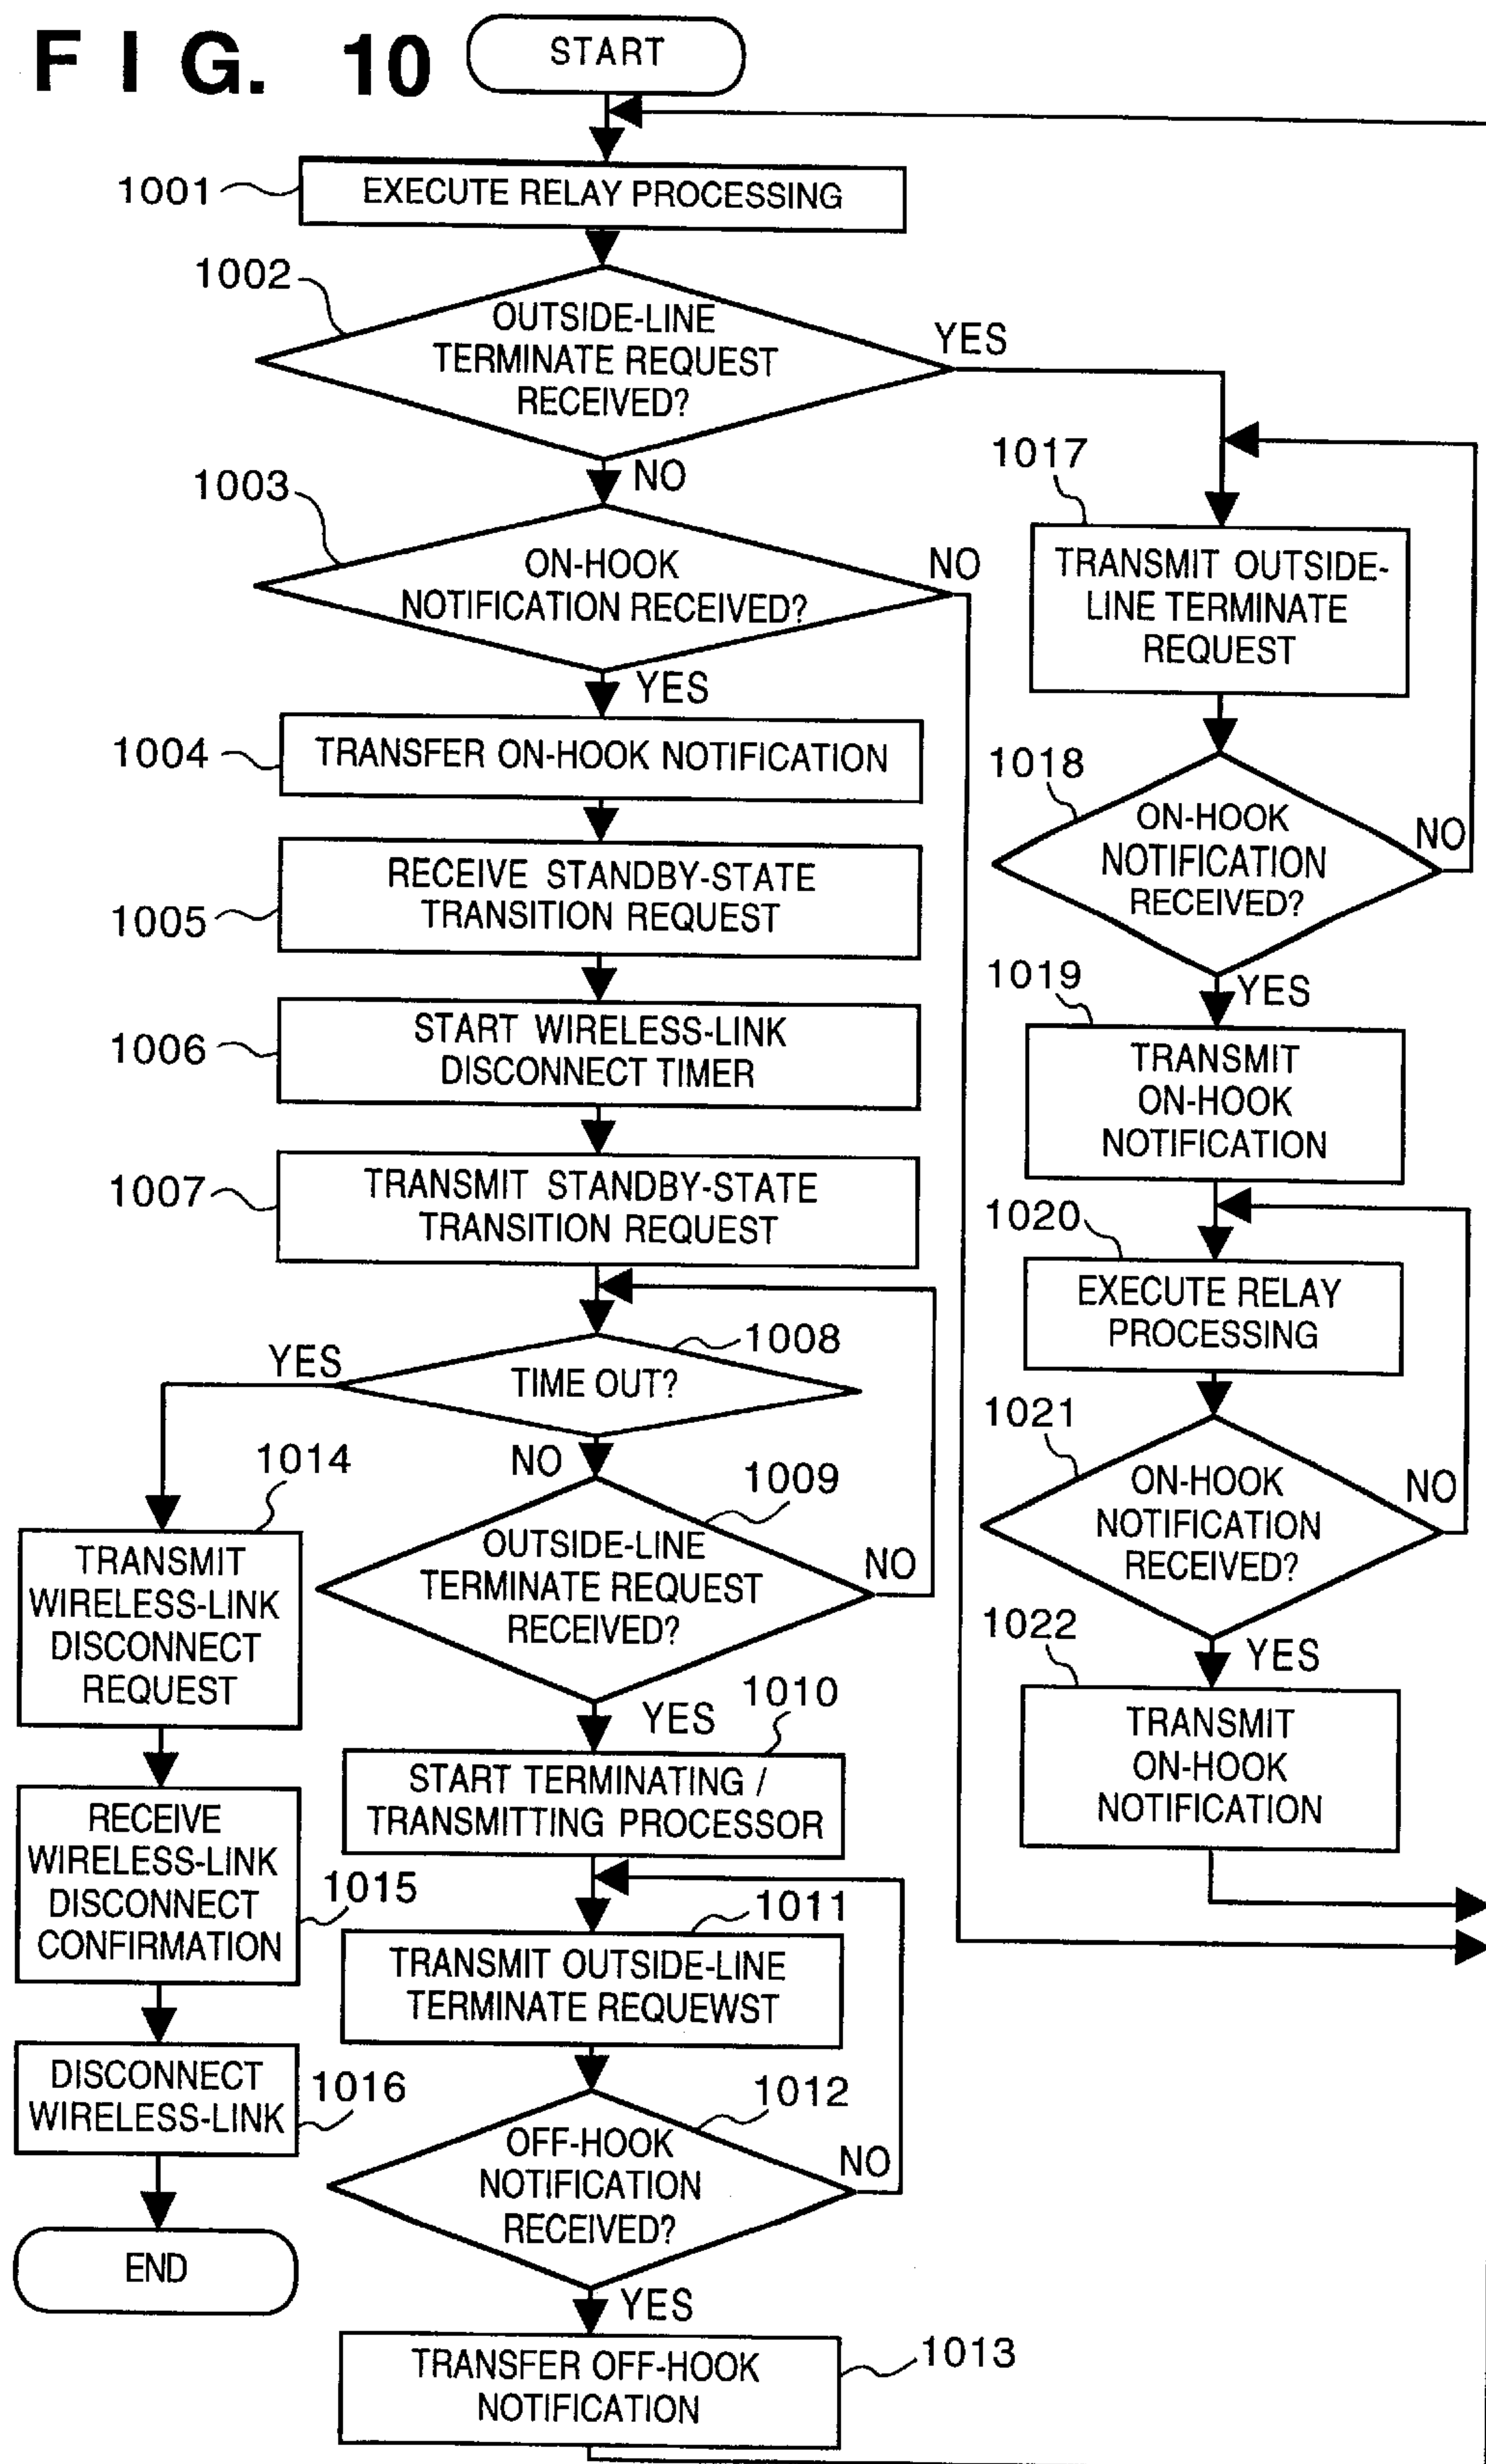 FIG. 10
START
1001
EXECUTE RELAY PROCESSING
1002
OUTSIDE-LINE
TERMINATE REQUEST
RECEIVED?
YES
NO
1003
ON-HOOK
NOTIFICATION RECEIVED?
NO
YES
1004
TRANSFER ON-HOOK NOTIFICATION
1005
RECEIVE STANDBY-STATE
TRANSITION REQUEST
1006
START WIRELESS-LINK
DISCONNECT TIMER
1007
TRANSMIT STANDBY-STATE
TRANSITION REQUEST
1008
TIME OUT?
YES
NO
1009
OUTSIDE-LINE
TERMINATE REQUEST
RECEIVED?
NO
YES
1010
START TERMINATING /
TRANSMITTING PROCESSOR
1011
TRANSMIT OUTSIDE-LINE
TERMINATE REQUEWST
1012
OFF-HOOK
NOTIFICATION
RECEIVED?
NO
YES
1013
TRANSFER OFF-HOOK
NOTIFICATION
1014
TRANSMIT
WIRELESS-LINK
DISCONNECT
REQUEST
1015
RECEIVE
WIRELESS-LINK
DISCONNECT
CONFIRMATION
1016
DISCONNECT
WIRELESS-LINK
END
1017
TRANSMIT OUTSIDE-
LINE TERMINATE
REQUEST
1018
ON-HOOK
NOTIFICATION
RECEIVED?
NO
YES
1019
TRANSMIT
ON-HOOK
NOTIFICATION
1020
EXECUTE RELAY
PROCESSING
1021
ON-HOOK
NOTIFICATION
RECEIVED?
NO
YES
1022
TRANSMIT
ON-HOOK
NOTIFICATION